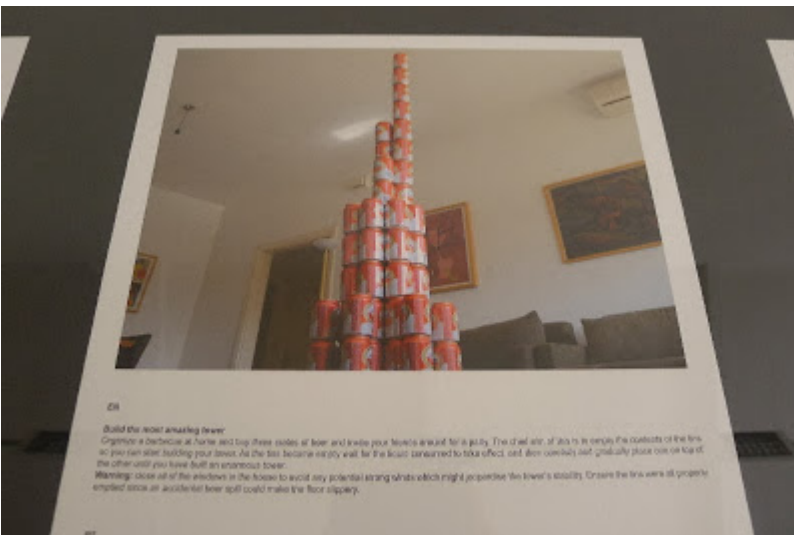 EN
Build the most amazing tower
Organize a barbecue at home and buy three crates of beer and invite your friends around for a party. The chief aim of this is to empty the contents of the tins
so you can start building your tower. As the tins become empty wait for the liquor consumed to take effect, and then carefully and gradually place one on top of
the other until you have built an enormous tower.
Warning: close all of the windows in the house to avoid any potential strong winds which might jeopardise the tower's stability. Ensure the tins were all properly
emptied since an accidental beer spill could make the floor slippery.